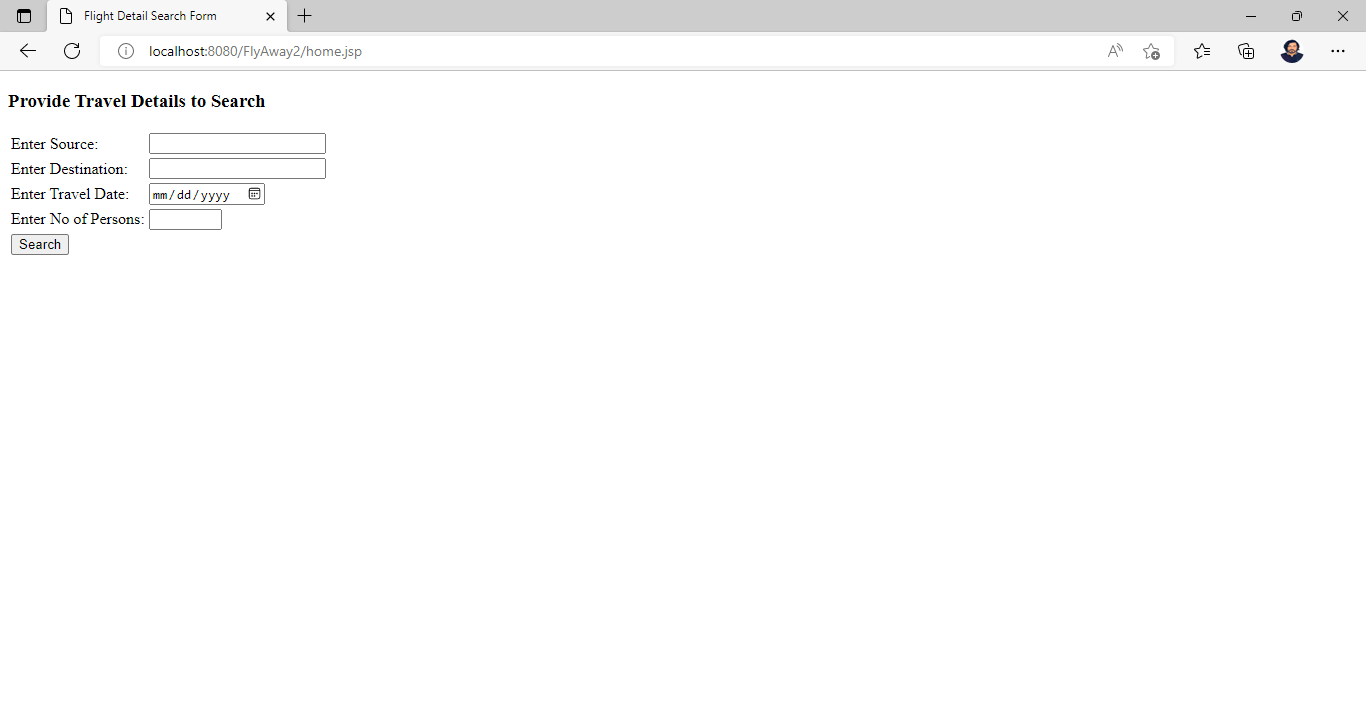 Flight Detail Search Form
localhost:8080/FlyAway2/home.jsp
Provide Travel Details to Search
Enter Source:
Enter Destination:
Enter Travel Date: mm/dd/yyyy
Enter No of Persons:
Search